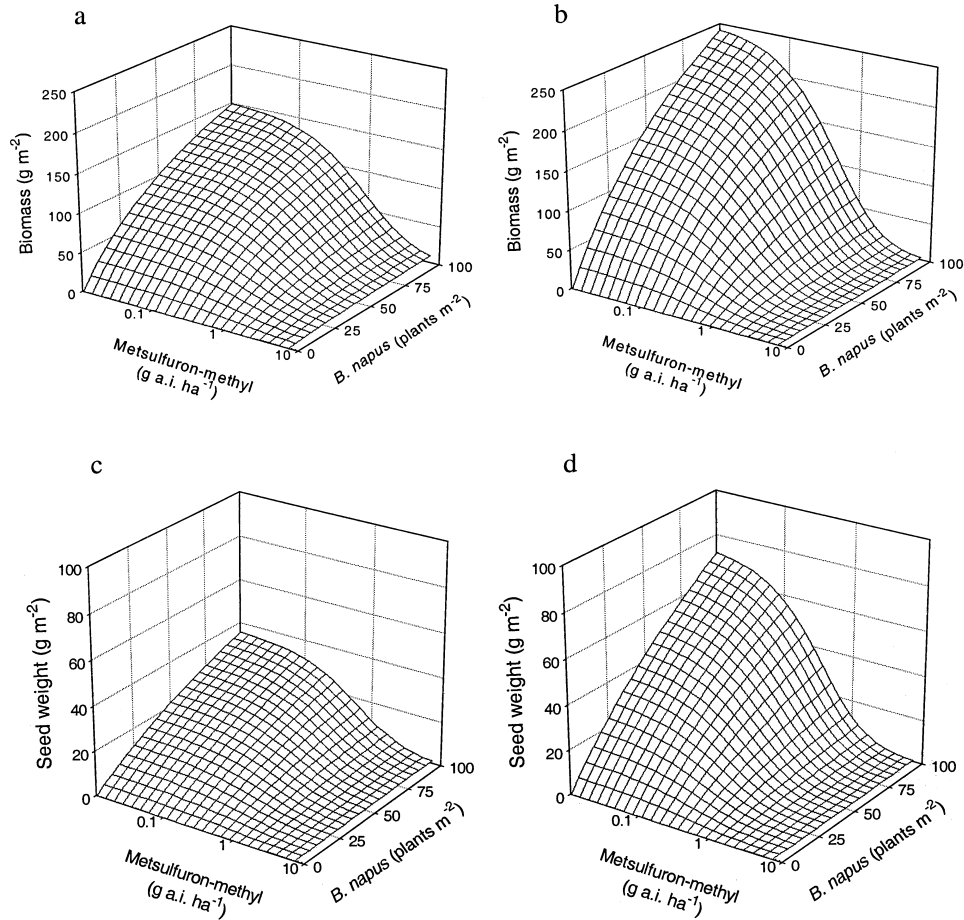 a
250
200
150
100
50
0
Biomass (g m⁻²)
0.1
1
10
Metsulfuron-methyl
(g a.i. ha⁻¹)
0
25
50
75
100
B. napus (plants m⁻²)
b
250
200
150
100
50
0
Biomass (g m⁻²)
0.1
1
10
Metsulfuron-methyl
(g a.i. ha⁻¹)
0
25
50
75
100
B. napus (plants m⁻²)
c
100
80
60
40
20
0
Seed weight (g m⁻²)
0.1
1
10
Metsulfuron-methyl
(g a.i. ha⁻¹)
0
25
50
75
100
B. napus (plants m⁻²)
d
100
80
60
40
20
0
Seed weight (g m⁻²)
0.1
1
10
Metsulfuron-methyl
(g a.i. ha⁻¹)
0
25
50
75
100
B. napus (plants m⁻²)